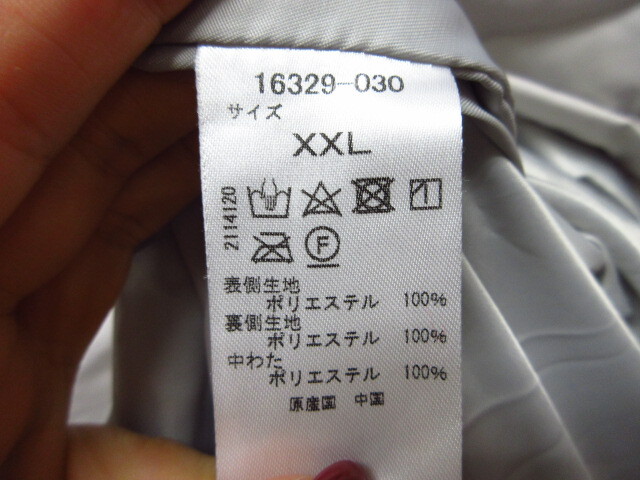 16329-030
サイズ
XXL
2114120
F
表側生地
ポリエステル 100%
裏側生地
ポリエステル 100%
中わた
ポリエステル 100%
原産国 中国